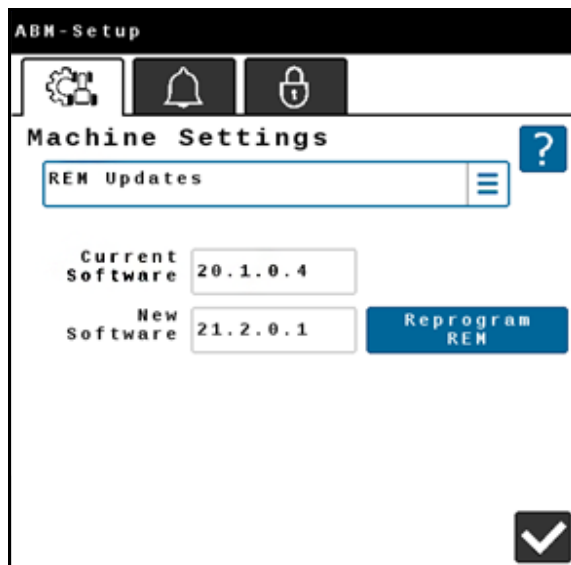 ABM-Setup
Machine Settings
?
REM Updates
Current
Software
20.1.0.4
New
Software
21.2.0.1
Reprogram
REM